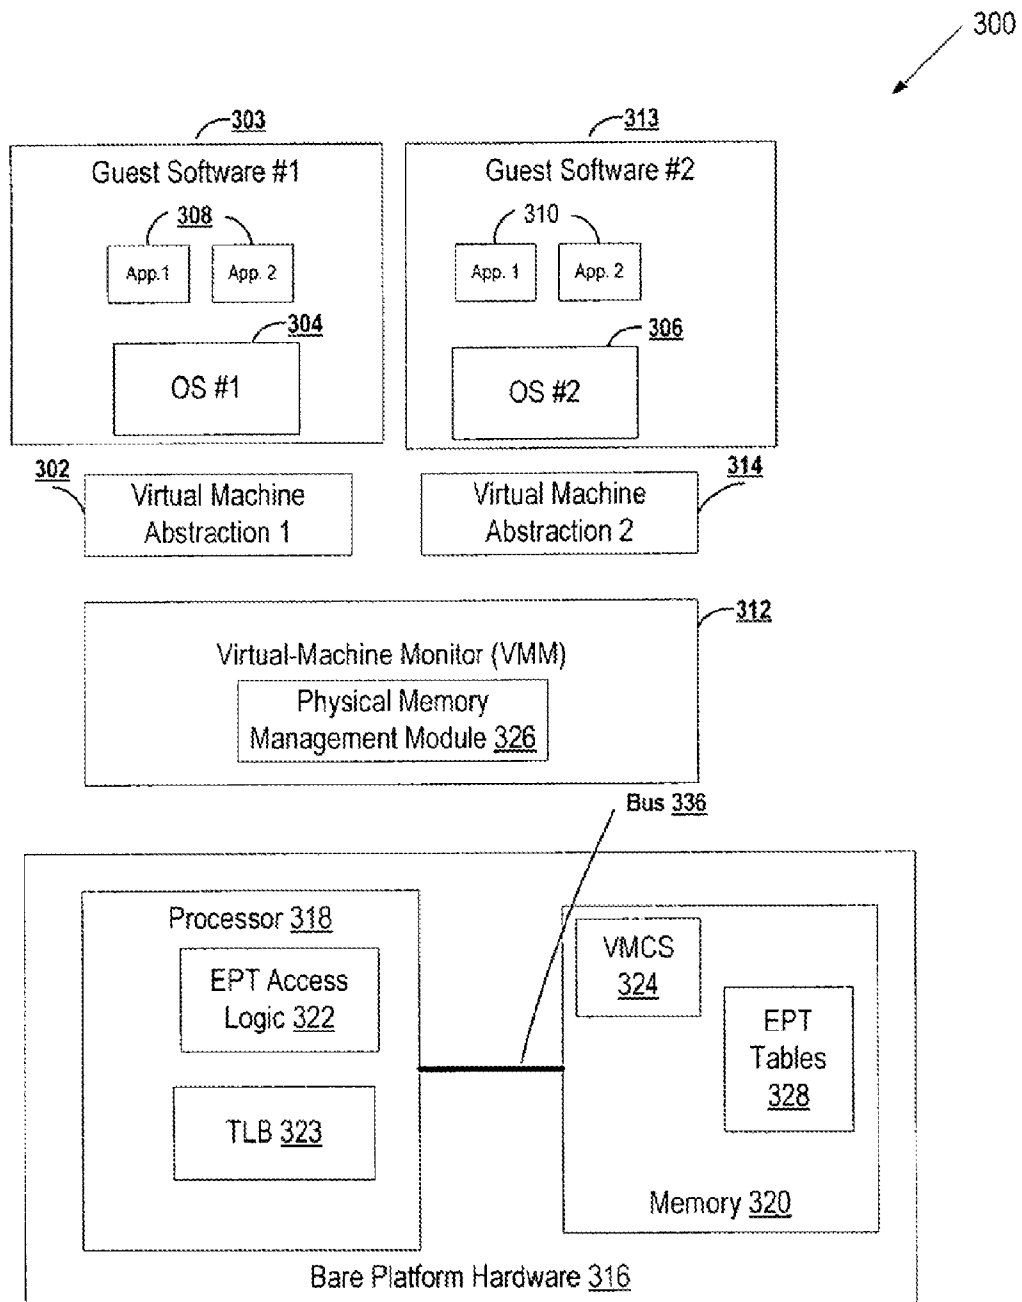 300
303
313
Guest Software #1
Guest Software #2
308
310
App.1
App. 2
App. 1
App. 2
304
306
OS #1
OS #2
302
314
Virtual Machine
Abstraction 1
Virtual Machine
Abstraction 2
312
Virtual-Machine Monitor (VMM)
Physical Memory
Management Module 326
Bus 336
Processor 318
EPT Access
Logic 322
TLB 323
VMCS
324
EPT
Tables
328
Memory 320
Bare Platform Hardware 316